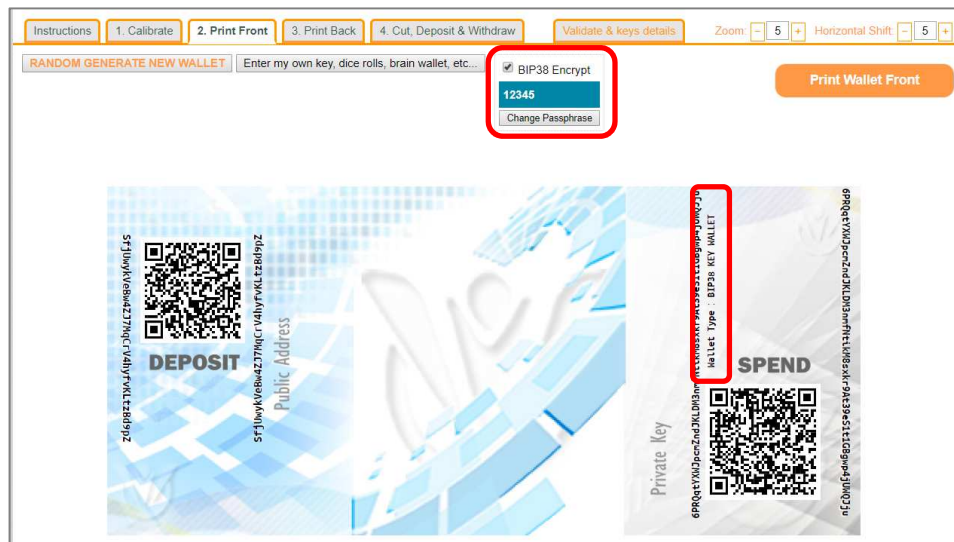 Instructions
1. Calibrate
2. Print Front
3. Print Back
4. Cut, Deposit & Withdraw
Validate & keys details
Zoom: - 5 +
Horizontal Shift: - 5 +
RANDOM GENERATE NEW WALLET
Enter my own key, dice rolls, brain wallet, etc...
BIP38 Encrypt
12345
Change Passphrase
Print Wallet Front
DEPOSIT
Public Address
Wallet Type : BIP38 KEY WALLET
SPEND
Private Key